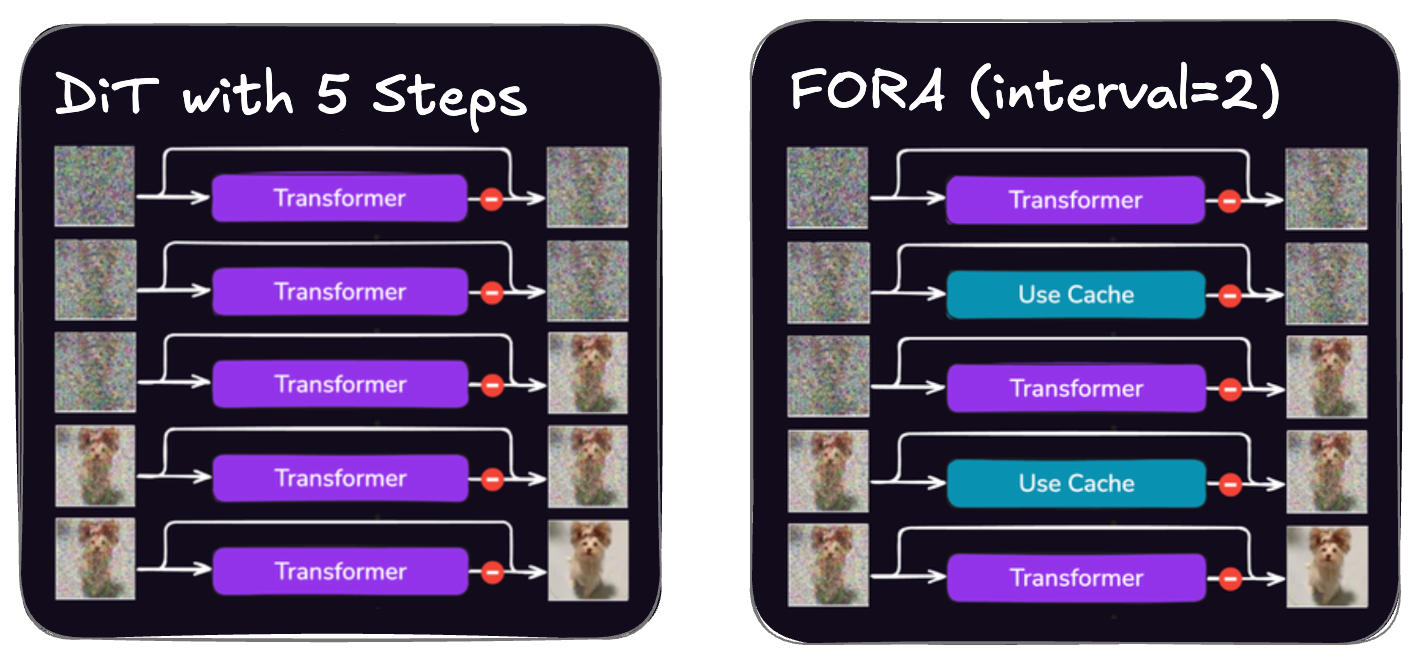 DiT with 5 Steps
Transformer
Transformer
Transformer
Transformer
Transformer
FORA (interval=2)
Transformer
Use Cache
Transformer
Use Cache
Transformer